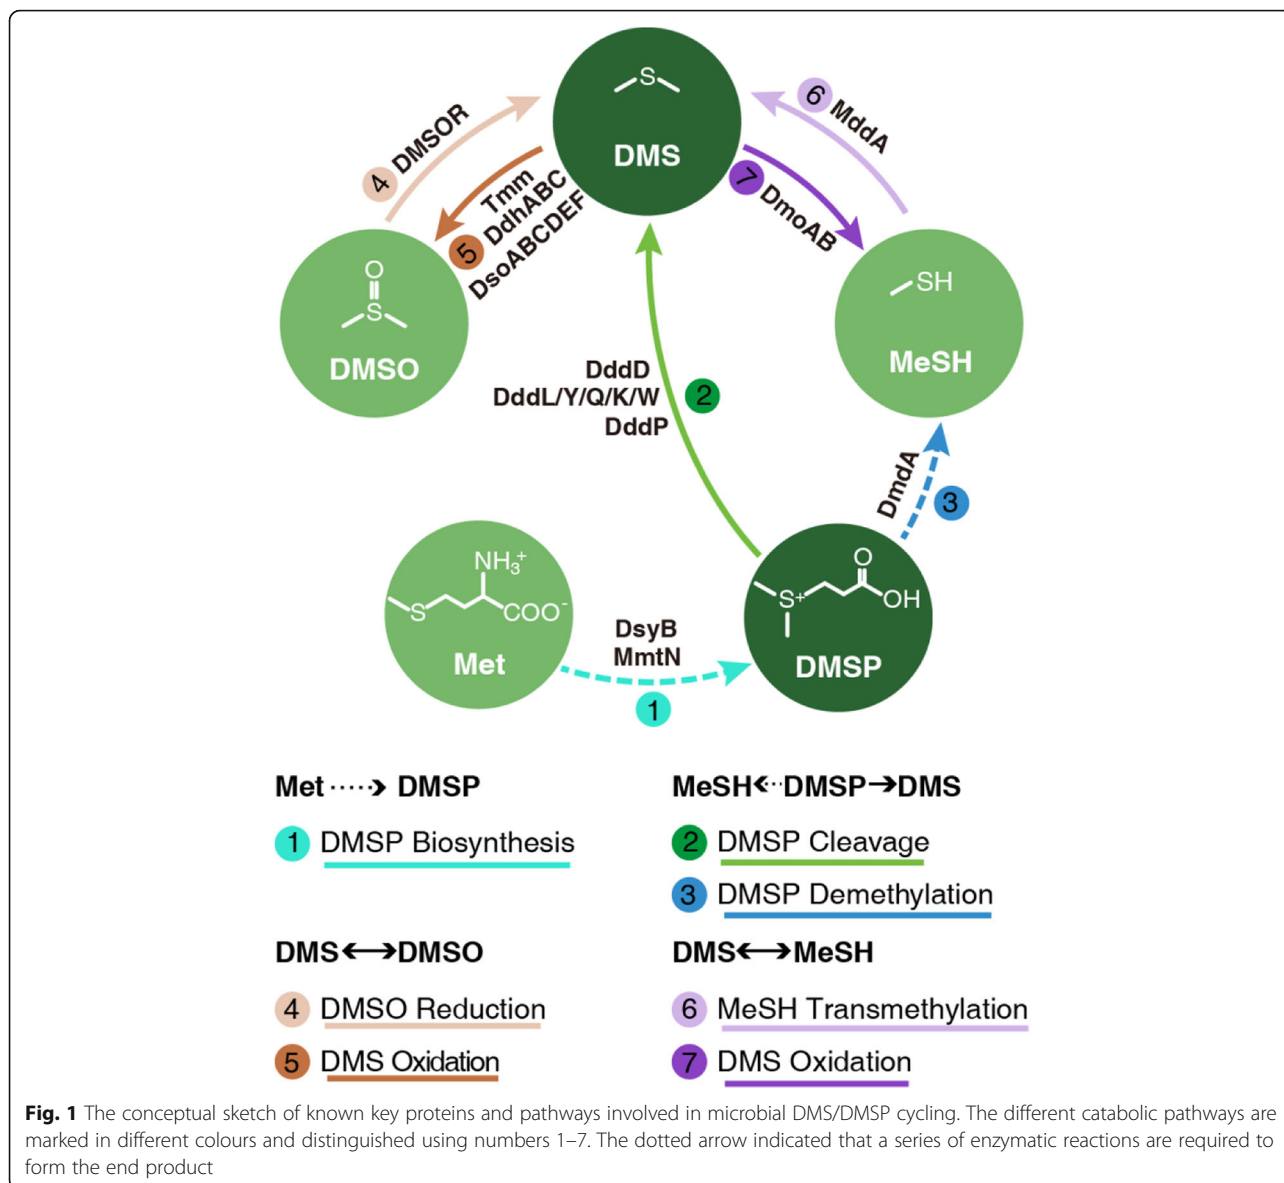 S
DMS
6 MddA
4 DMSOR
Tmm
DdhABC
5
DsoABCDEF
7 DmoAB
O
S
DMSO
SH
MeSH
DddD
DddL/Y/Q/K/W
DddP
2
DmdA
3
NH₃⁺
S
COO⁻
Met
DsyB
MmtN
1
O
S⁺
OH
DMSP
Met DMSP
1 DMSP Biosynthesis
MeSH DMSP DMS
2 DMSP Cleavage
3 DMSP Demethylation
DMS DMSO
4 DMSO Reduction
5 DMS Oxidation
DMS MeSH
6 MeSH Transmethylation
7 DMS Oxidation
Fig. 1 The conceptual sketch of known key proteins and pathways involved in microbial DMS/DMSP cycling. The different catabolic pathways are
marked in different colours and distinguished using numbers 1–7. The dotted arrow indicated that a series of enzymatic reactions are required to
form the end product